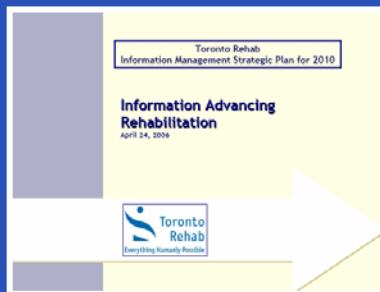 Toronto Rehab
Information Management Strategic Plan for 2010
Information Advancing
Rehabilitation
April 24, 2006
Toronto
Rehab
Everything Humanly Possible